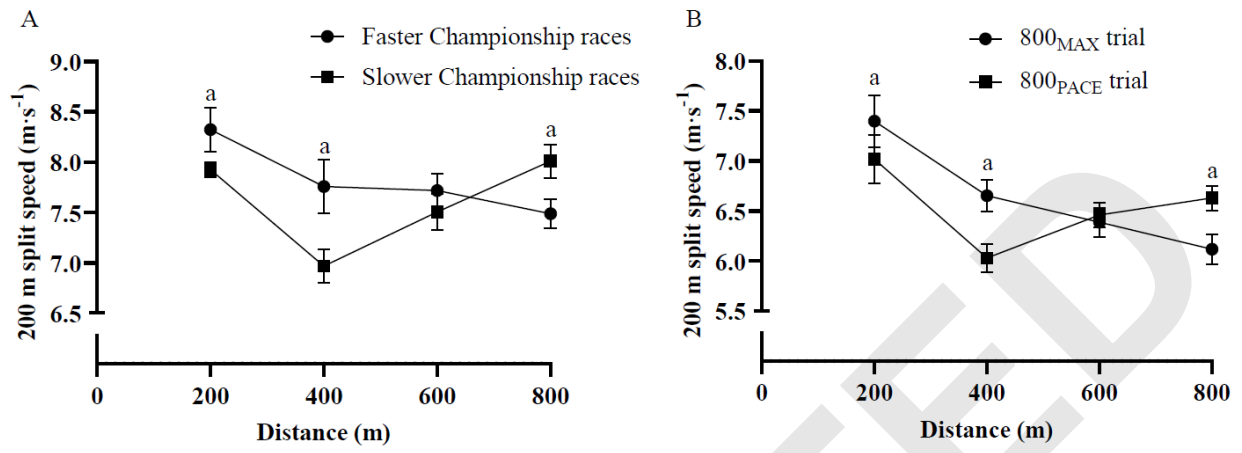 A
Faster Championship races
Slower Championship races
9.0
8.5
8.0
7.5
7.0
6.5
200 m split speed (m·s⁻¹)
a
a
a
0
200
400
600
800
Distance (m)
B
800MAX trial
800PACE trial
8.0
7.5
7.0
6.5
6.0
5.5
200 m split speed (m·s⁻¹)
a
a
a
0
200
400
600
800
Distance (m)